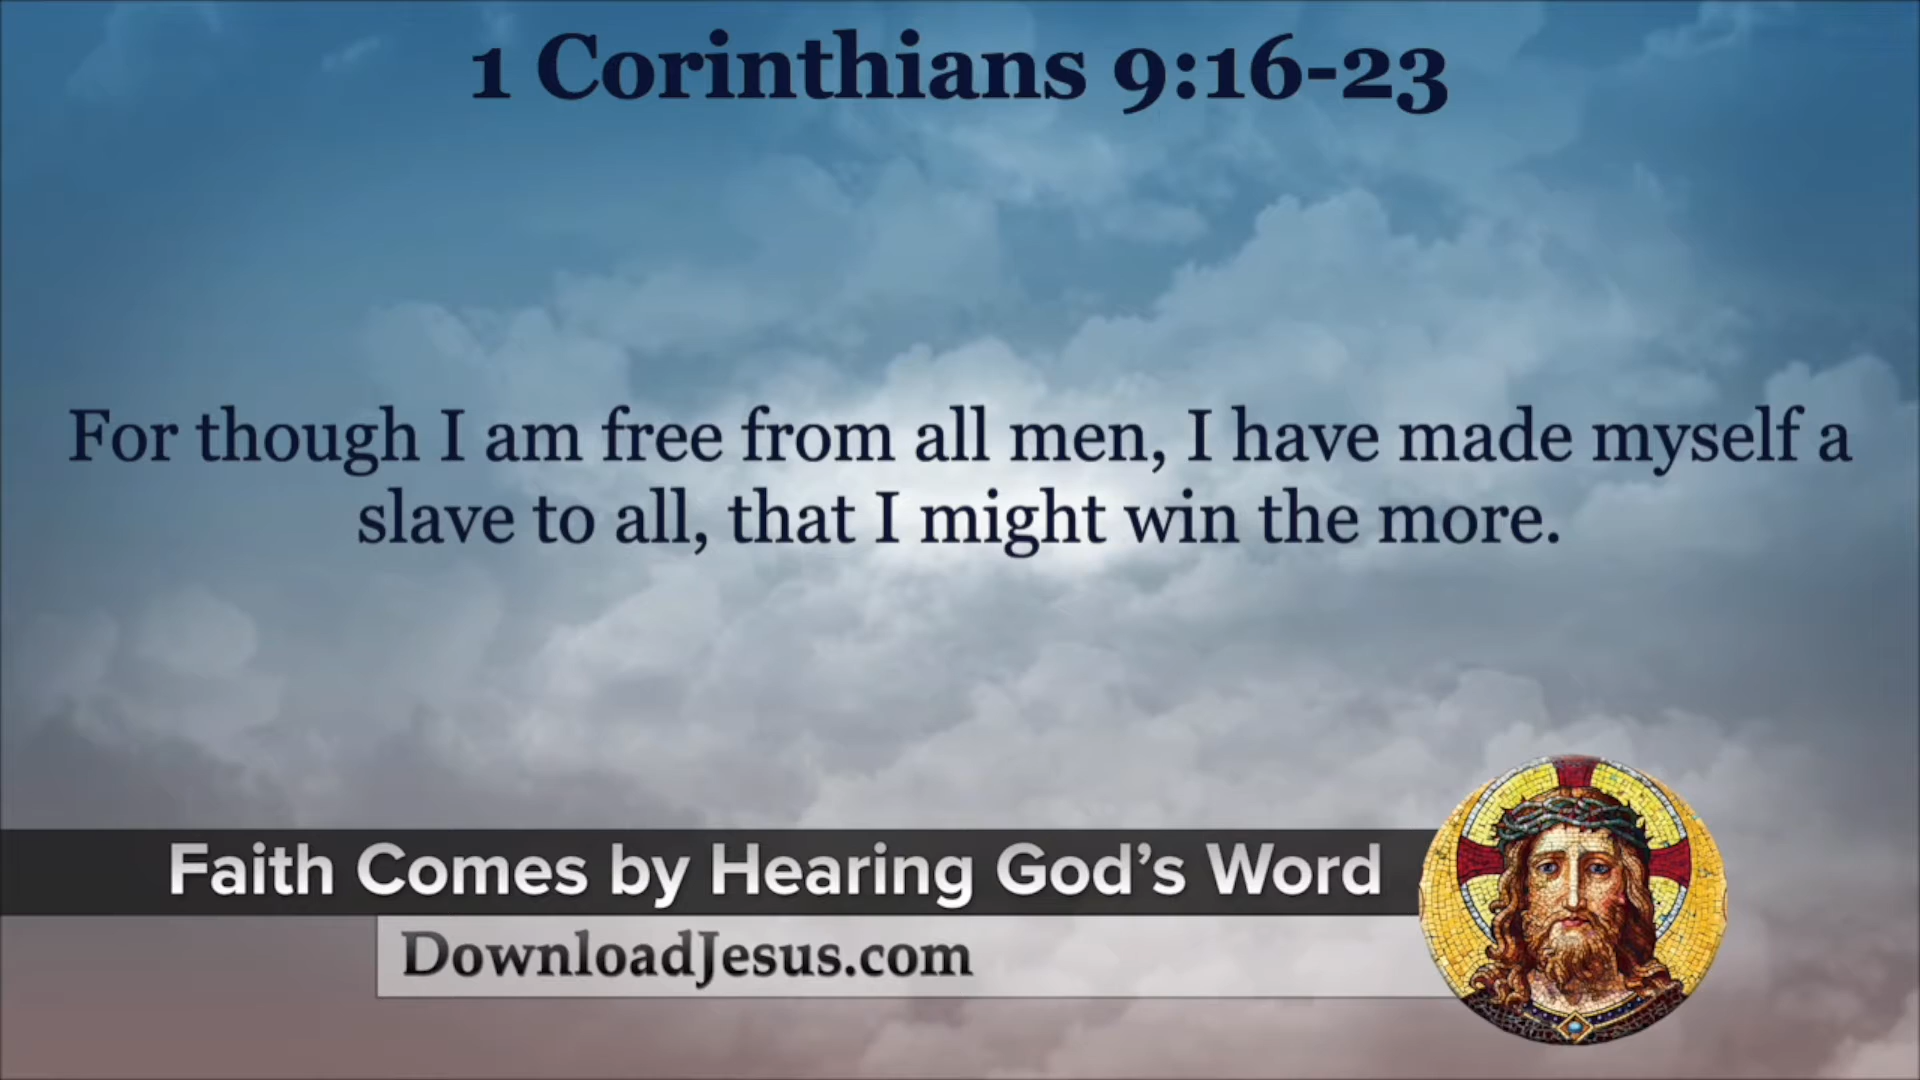 1 Corinthians 9:16-23
For though I am free from all men, I have made myself a
slave to all, that I might win the more.
Faith Comes by Hearing God’s Word
DownloadJesus.com